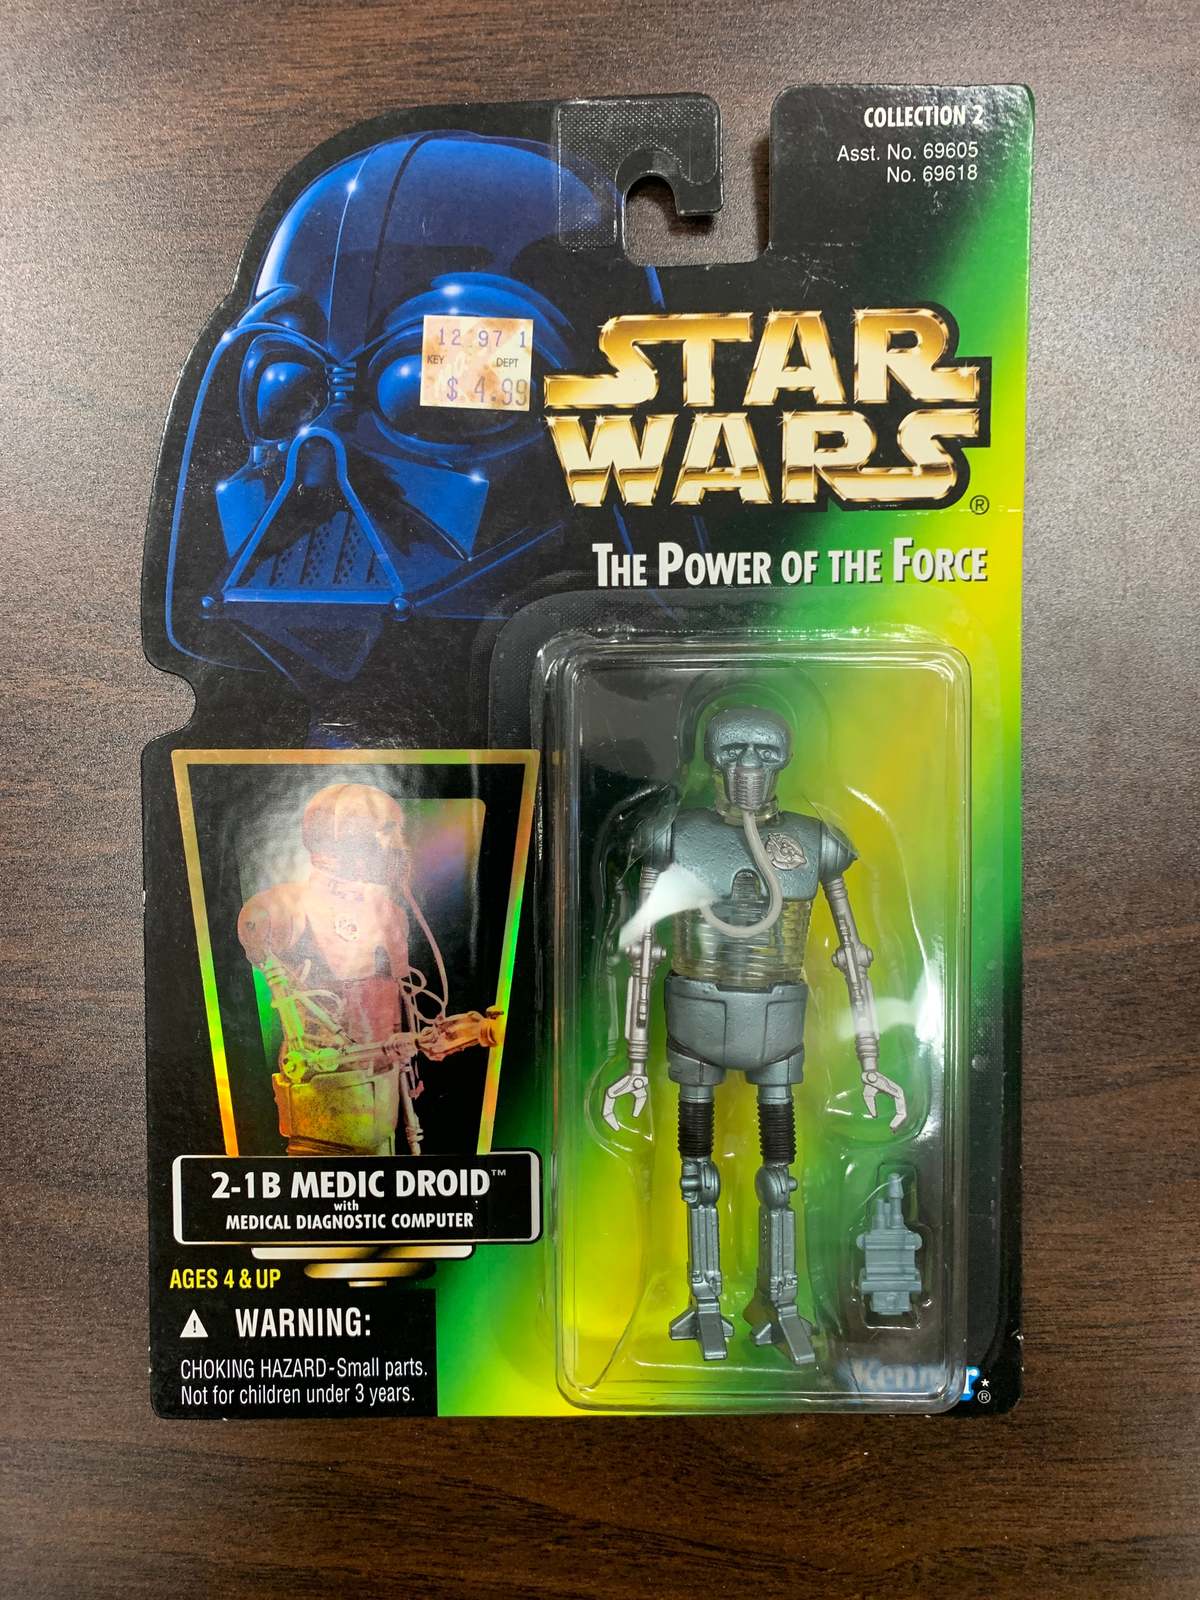 COLLECTION 2
Asst. No. 69605
No. 69618
12 97 1
KEY DEPT
$ 4.99
STAR
WARS®
THE POWER OF THE FORCE
2-1B MEDIC DROID™
with
MEDICAL DIAGNOSTIC COMPUTER
AGES 4 & UP
WARNING:
CHOKING HAZARD-Small parts.
Not for children under 3 years.
Kenner*®